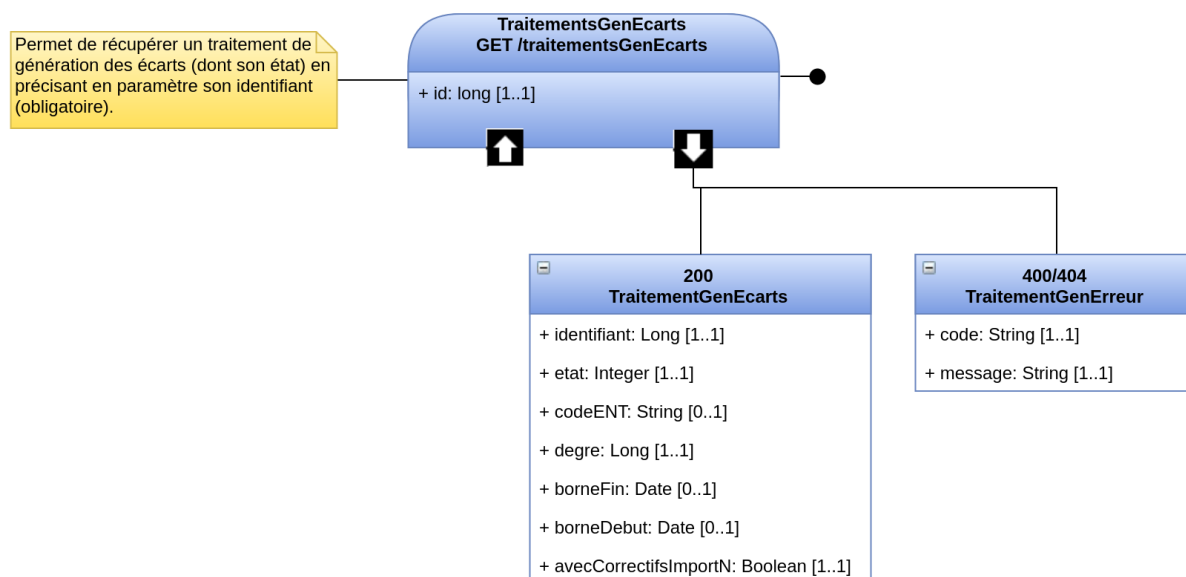 Permet de récupérer un traitement de
génération des écarts (dont son état) en
précisant en paramètre son identifiant
(obligatoire).
TraitementsGenEcarts
GET /traitementsGenEcarts
+ id: long [1..1]
200
TraitementGenEcarts
+ identifiant: Long [1..1]
+ etat: Integer [1..1]
+ codeENT: String [0..1]
+ degre: Long [1..1]
+ borneFin: Date [0..1]
+ borneDebut: Date [0..1]
+ avecCorrectifsImportN: Boolean [1..1]
400/404
TraitementGenErreur
+ code: String [1..1]
+ message: String [1..1]